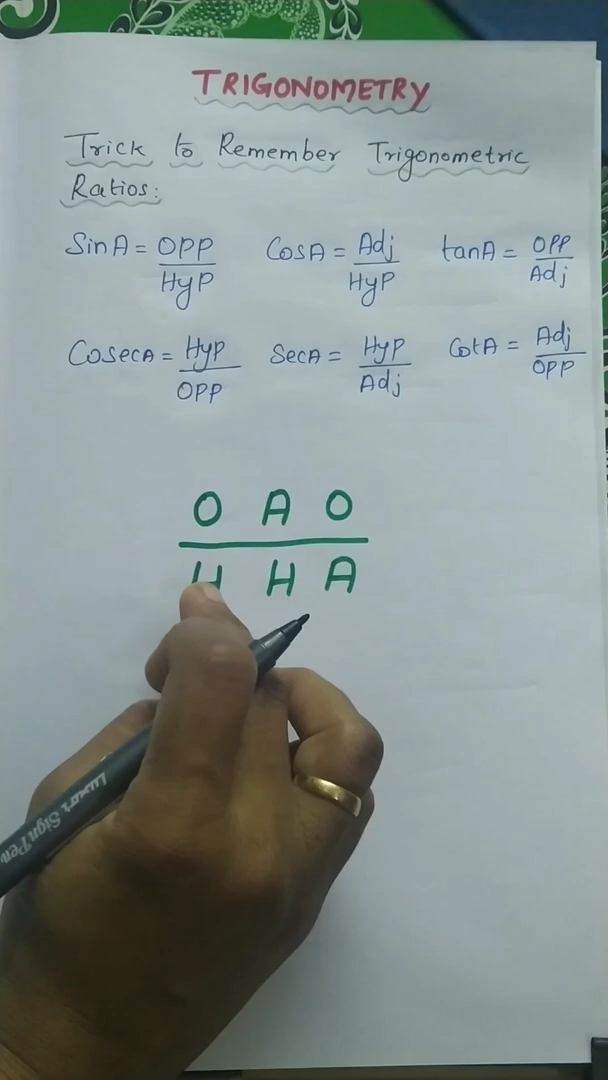 TRIGONOMETRY
Trick to Remember Trigonometric
Ratios:
SinA = OPP/HyP CosA = Adj/HyP tanA = OPP/Adj
CosecA = Hyp/OPP SecA = Hyp/Adj CotA = Adj/OPP
O A O
H H A
Luxor Sign Pen